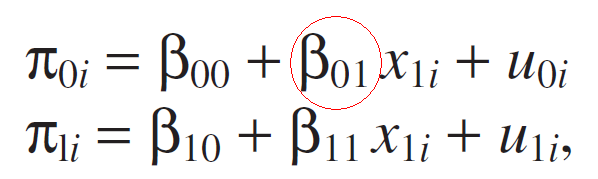 π0i = β00 + β01 x1i + u0i
π1i = β10 + β11 x1i + u1i,